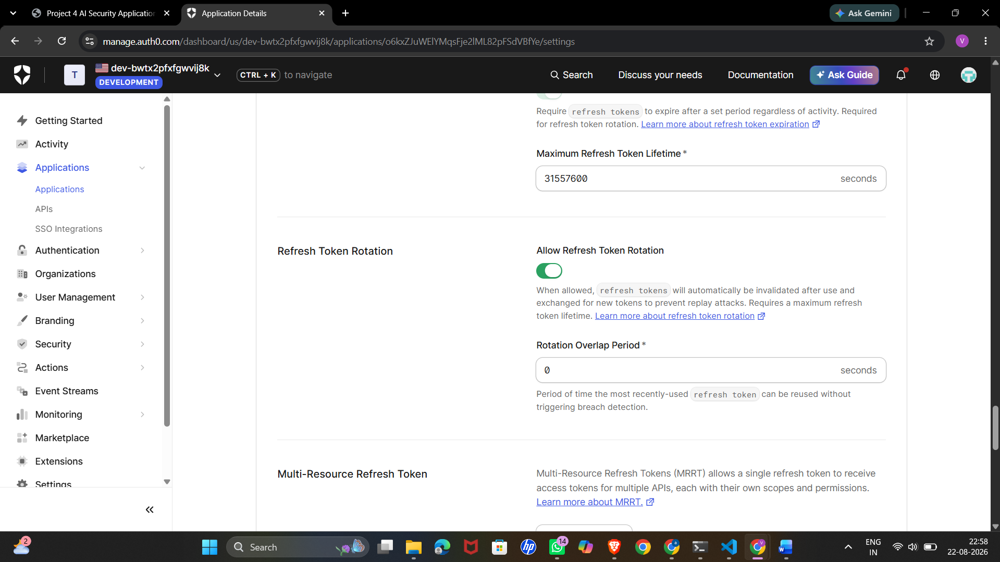 Project 4 AI Security Application
Application Details
Ask Gemini
manage.auth0.com/dashboard/us/dev-bwtx2pfxfgwvij8k/applications/o6kxZJuWElYMqsFje2lML82pFSdVBfYe/settings
V
T
dev-bwtx2pfxfgwvij8k
DEVELOPMENT
CTRL + K to navigate
Search
Discuss your needs
Documentation
Ask Guide
Getting Started
Activity
Applications
Applications
APIs
SSO Integrations
Authentication
Organizations
User Management
Branding
Security
Actions
Event Streams
Monitoring
Marketplace
Extensions
Settings
Require refresh tokens to expire after a set period regardless of activity. Required
for refresh token rotation. Learn more about refresh token expiration
Maximum Refresh Token Lifetime *
31557600 seconds
Refresh Token Rotation
Allow Refresh Token Rotation
When allowed, refresh tokens will automatically be invalidated after use and
exchanged for new tokens to prevent replay attacks. Requires a maximum refresh
token lifetime. Learn more about refresh token rotation
Rotation Overlap Period *
0 seconds
Period of time the most recently-used refresh token can be reused without
triggering breach detection.
Multi-Resource Refresh Token
Multi-Resource Refresh Tokens (MRRT) allows a single refresh token to receive
access tokens for multiple APIs, each with their own scopes and permissions.
Learn more about MRRT.
2
Search
hp
14
a
V
W
ENG
IN
22:58
22-08-2026